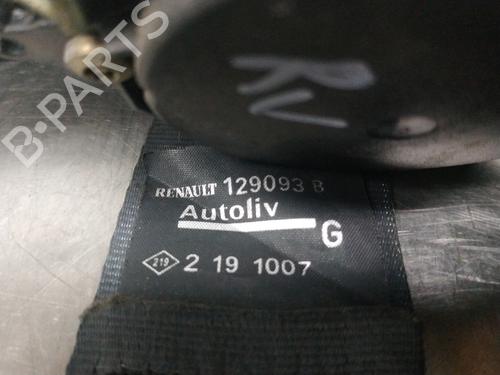 RV
B-PARTS
RENAULT 129093 B
Autoliv
G
219 2 19 1007